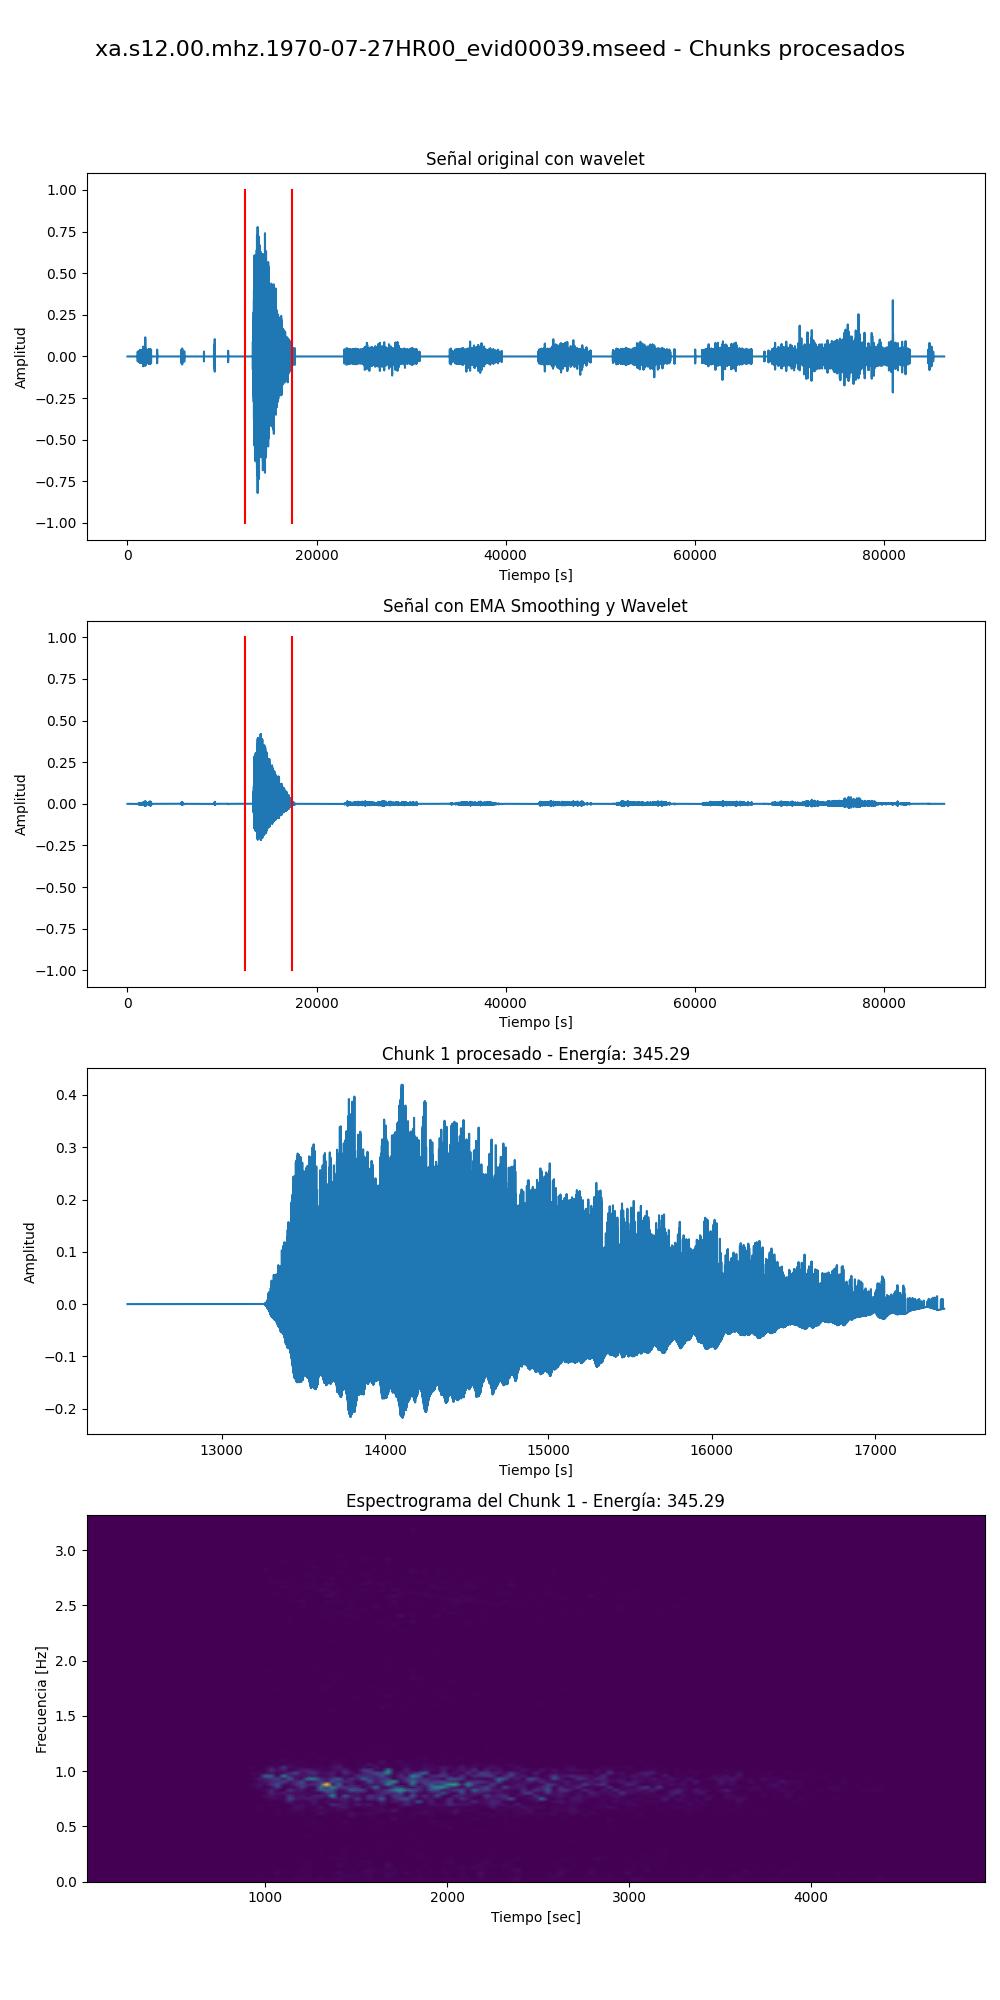 xa.s12.00.mhz.1970-07-27HR00_evid00039.mseed - Chunks procesados
Señal original con wavelet
1.00
0.75
0.50
0.25
0.00
−0.25
−0.50
−0.75
−1.00
Amplitud
0 20000 40000 60000 80000
Tiempo [s]
Señal con EMA Smoothing y Wavelet
1.00
0.75
0.50
0.25
0.00
−0.25
−0.50
−0.75
−1.00
Amplitud
0 20000 40000 60000 80000
Tiempo [s]
Chunk 1 procesado - Energía: 345.29
0.4
0.3
0.2
0.1
0.0
−0.1
−0.2
Amplitud
13000 14000 15000 16000 17000
Tiempo [s]
Espectrograma del Chunk 1 - Energía: 345.29
3.0
2.5
2.0
1.5
1.0
0.5
0.0
Frecuencia [Hz]
1000 2000 3000 4000
Tiempo [sec]